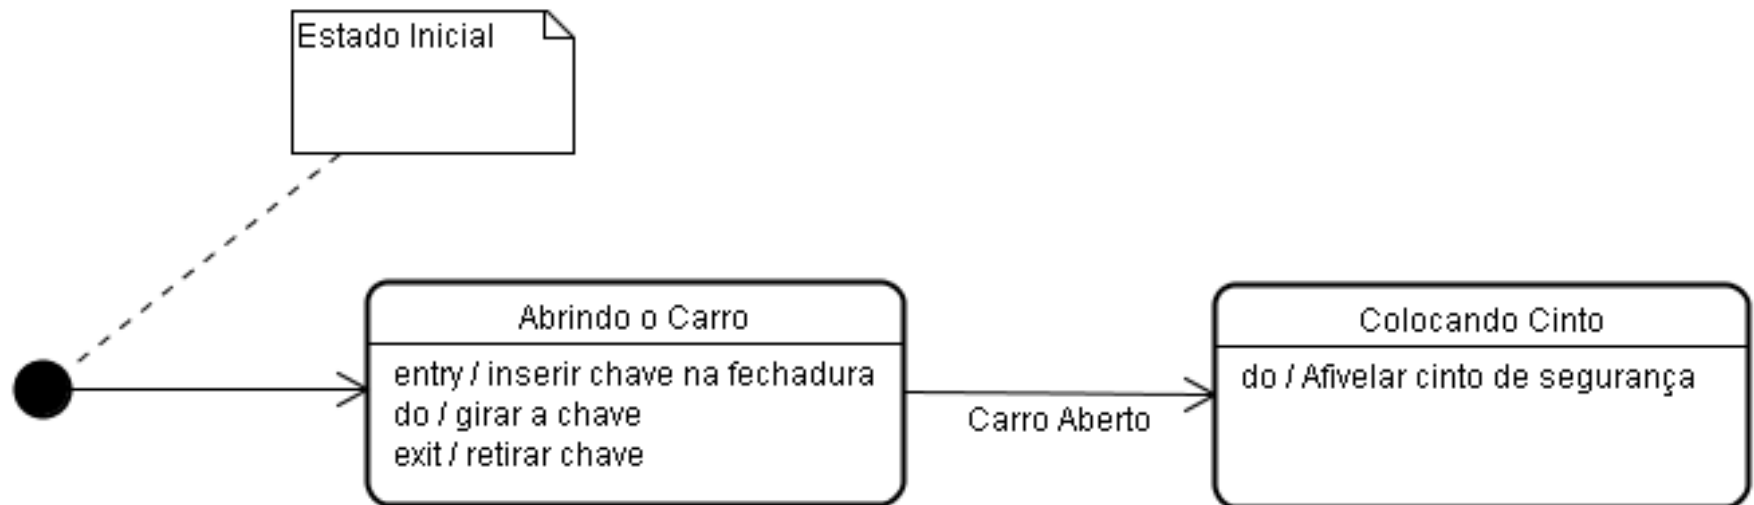 Estado Inicial
Abrindo o Carro
entry / inserir chave na fechadura
do / girar a chave
exit / retirar chave
Carro Aberto
Colocando Cinto
do / Afivelar cinto de segurança